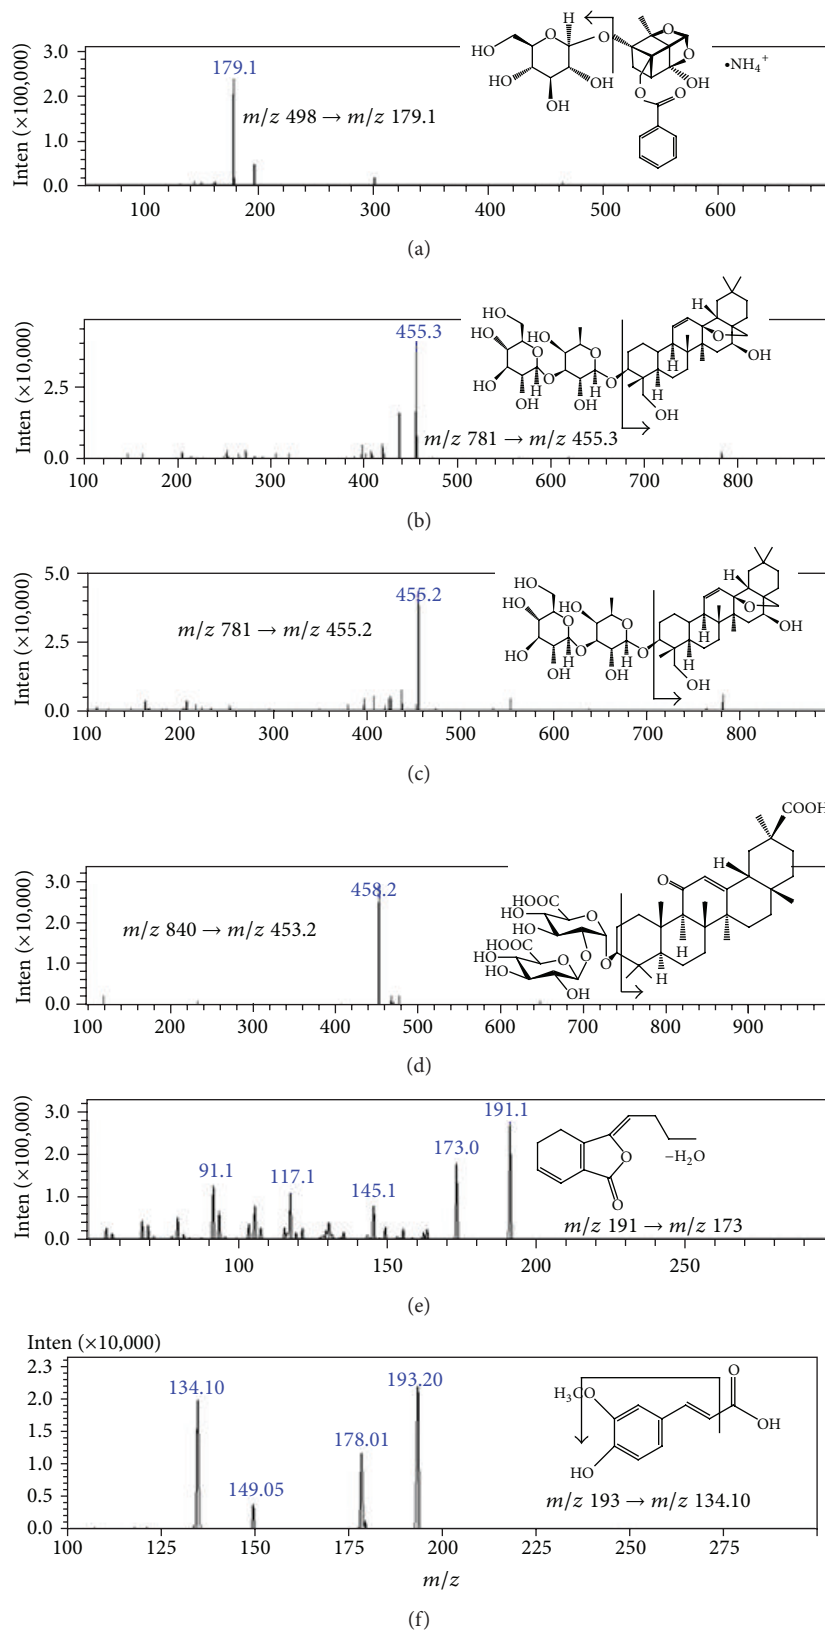 Inten (×100,000)
3.0
2.0
1.0
0.0
179.1
m/z 498 → m/z 179.1
H
O
O
HO
HO
OH
OH
O
O
OH
O
O
•NH4+
100
200
300
400
500
600
(a)
Inten (×10,000)
2.5
0.0
455.3
m/z 781 → m/z 455.3
HO
HO
HO
OH
O
H
O
HO
O
OH
H
O
H
H
H
O
OH
OH
100
200
300
400
500
600
700
800
(b)
Inten (×10,000)
5.0
2.5
0.0
455.2
m/z 781 → m/z 455.2
HO
HO
HO
OH
O
H
O
HO
O
OH
H
O
H
H
H
O
OH
OH
100
200
300
400
500
600
700
800
(c)
Inten (×10,000)
3.0
2.0
1.0
0.0
458.2
m/z 840 → m/z 453.2
COOH
H
O
H
H
HOOC
HO
HO
O
HOOC
HO
HO
O
OH
O
O
100
200
300
400
500
600
700
800
900
(d)
Inten (×100,000)
3.0
2.0
1.0
0.0
91.1
117.1
145.1
173.0
191.1
O
O
−H2O
m/z 191 → m/z 173
100
150
200
250
(e)
Inten (×10,000)
2.3
2.0
1.5
1.0
0.5
0.0
134.10
149.05
178.01
193.20
H3CO
HO
O
OH
m/z 193 → m/z 134.10
100
125
150
175
200
225
250
275
m/z
(f)